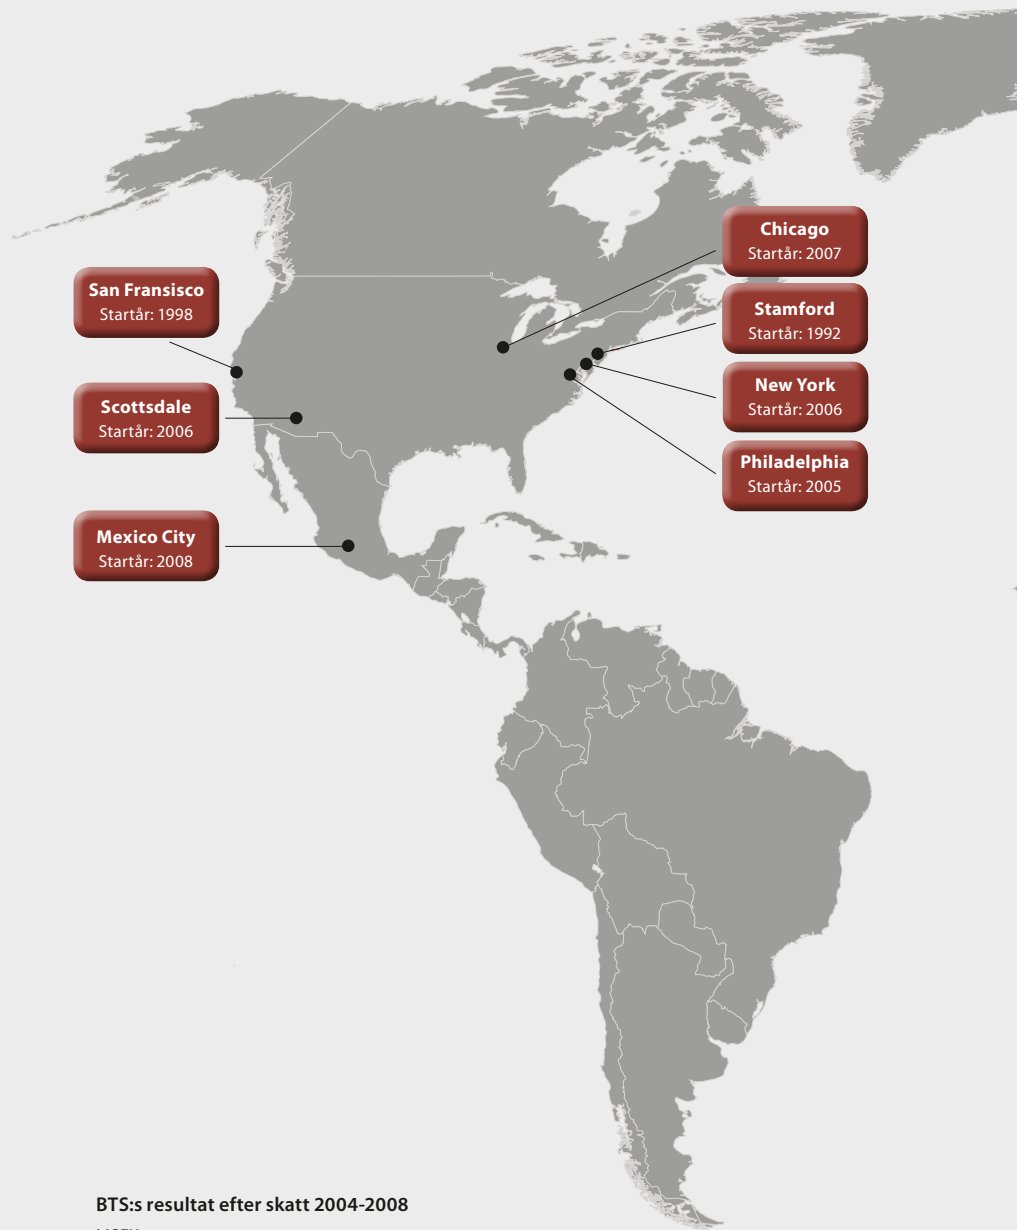 Chicago
Startår: 2007
San Fransisco
Startår: 1998
Stamford
Startår: 1992
Scottsdale
Startår: 2006
New York
Startår: 2006
Philadelphia
Startår: 2005
Mexico City
Startår: 2008
BTS:s resultat efter skatt 2004-2008